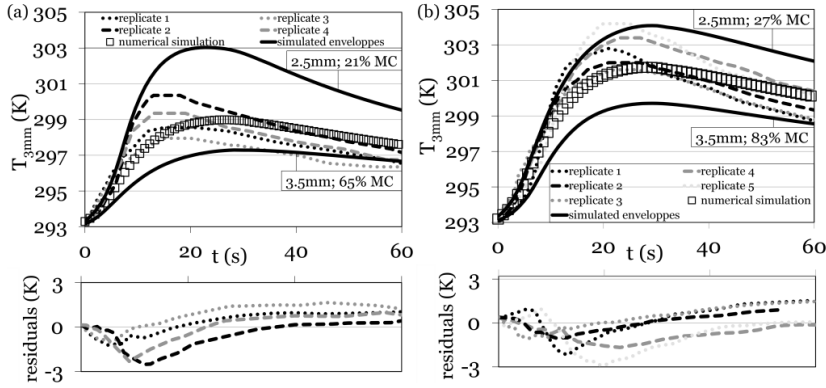 (a)
replicate 1
replicate 3
replicate 2
replicate 4
numerical simulation
simulated enveloppes
305
303
301
299
297
295
293
T3mm (K)
2.5mm; 21% MC
3.5mm; 65% MC
0 20 40 60
t (s)
3
0
-3
residuals (K)
(b)
305
303
301
299
297
295
293
T3mm (K)
2.5mm; 27% MC
3.5mm; 83% MC
replicate 1
replicate 4
replicate 2
replicate 5
replicate 3
numerical simulation
simulated enveloppes
0 20 40 60
t (s)
3
0
-3
residuals (K)